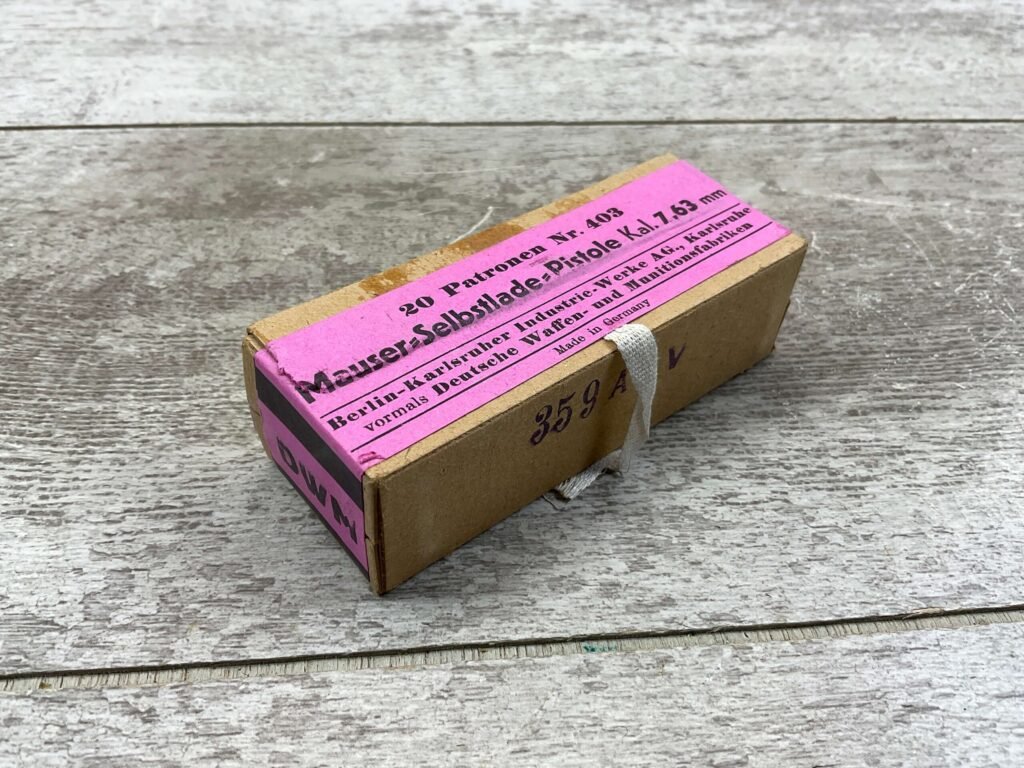 20 Patronen Nr. 403
Mauser=Selbstlade=Pistole Kal. 7,63 mm
Berlin-Karlsruher Industrie-Werke AG., Karlsruhe
vormals Deutsche Waffen- und Munitionsfabriken
Made in Germany
359 A V
DWM